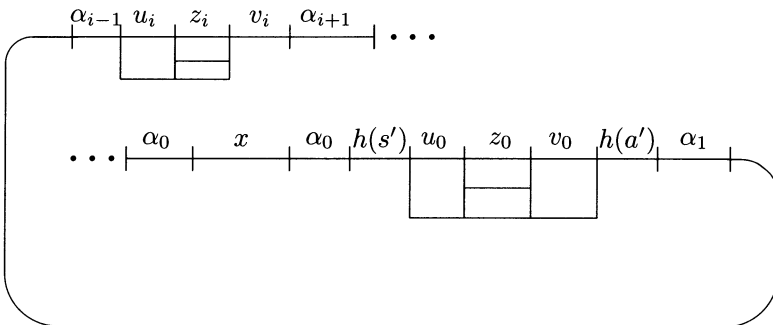 α_{i−1} u_i z_i v_i α_{i+1} • • •
• • • α_0 x α_0 h(s′) u_0 z_0 v_0 h(a′) α_1